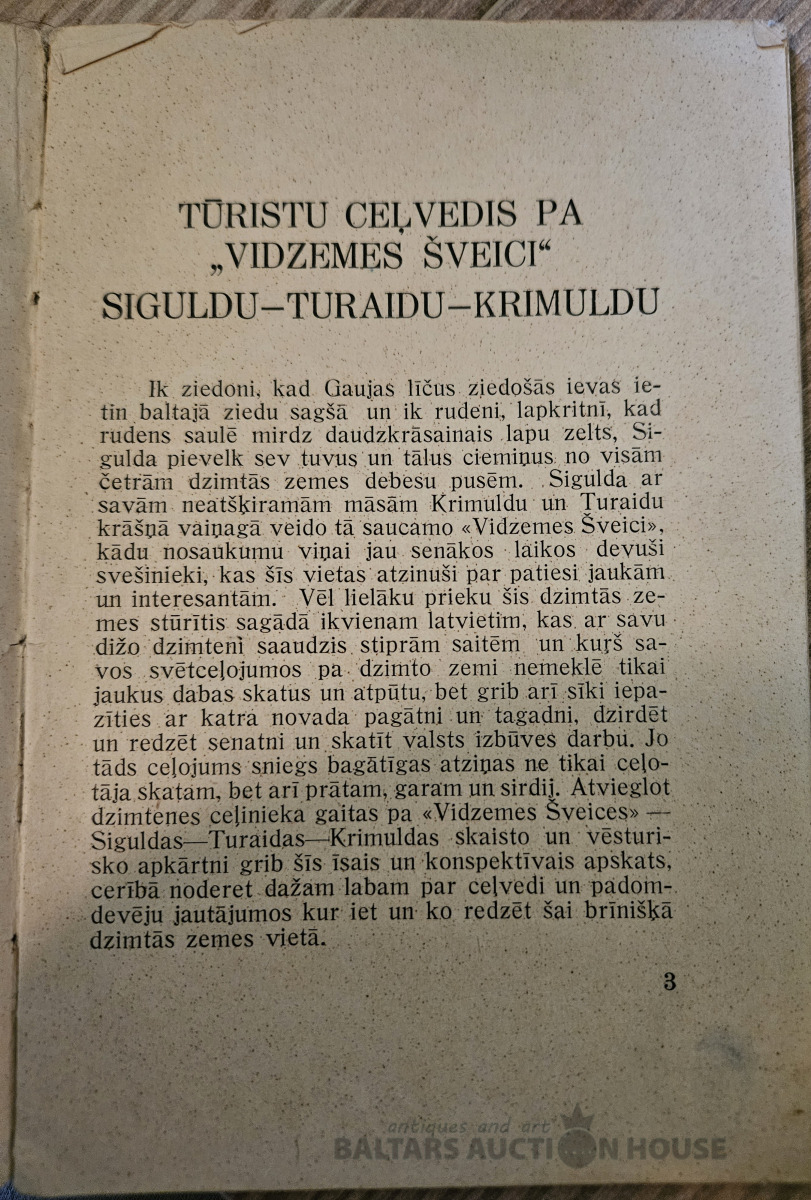 TŪRISTU CEĻVEDIS PA
„VIDZEMES ŠVEICI“
SIGULDU—TURAIDU—KRIMULDU
Ik ziedoni, kad Gaujas līčus ziedošās ievas ie-
tin baltajā ziedu sagšā un ik rudeni, lapkritnī, kad
rudens saulē mirdz daudzkrāsainais lapu zelts, Si-
gulda pievelk sev tuvus un tālus ciemiņus no visām
četrām dzimtās zemes debesu pusēm. Sigulda ar
savām neatšķiramām māsām Krimuldu un Turaidu
krāšņā vaiņagā veido tā saucamo «Vidzemes Šveici»,
kādu nosaukumu viņai jau senākos laikos devuši
svešinieki, kas šīs vietas atzinuši par patiesi jaukām
un interesantām. Vēl lielāku prieku šis dzimtās ze-
mes stūrītis sagādā ikvienam latvietim, kas ar savu
dižo dzimteni saaudzis stiprām saitēm un kuŗš sa-
vos svētceļojumos pa dzimto zemi nemeklē tikai
jaukus dabas skatus un atpūtu, bet grib arī sīki iepa-
zīties ar katra novada pagātni un tagadni, dzirdēt
un redzēt senatni un skatīt valsts izbūves darbu. Jo
tāds ceļojums sniegs bagātīgas atziņas ne tikai ceļo-
tāja skatam, bet arī prātam, garam un sirdij. Atvieglot
dzimtenes ceļinieka gaitas pa «Vidzemes Šveices» —
Siguldas—Turaidas—Krimuldas skaisto un vēsturi-
sko apkārtni grib šīs īsais un konspektīvais apskats,
cerībā noderet dažam labam par ceļvedi un padom-
devēju jautājumos kur iet un ko redzēt šai brīnišķā
dzimtās zemes vietā.
3
antiques and art
BALTARS AUCTION HOUSE